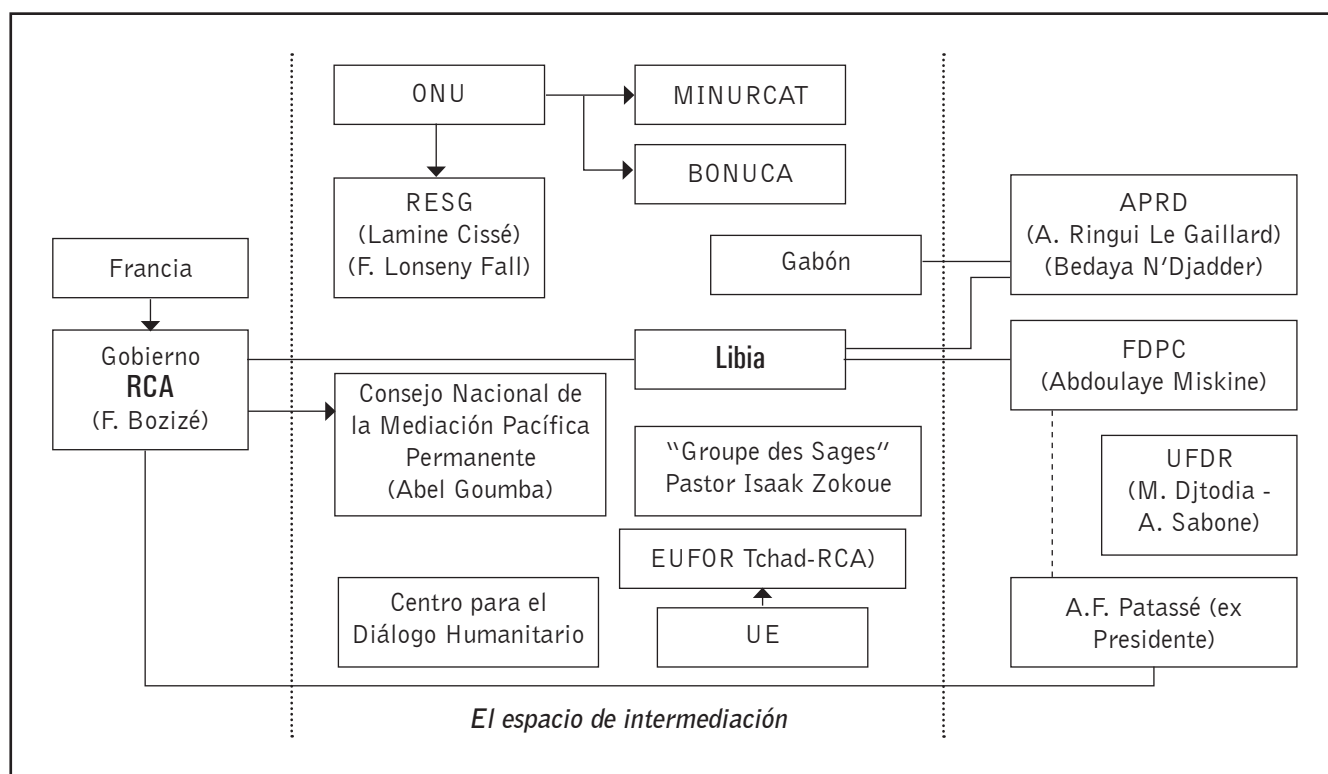 ONU
MINURCAT
BONUCA
RESG
(Lamine Cissé)
(F. Lonseny Fall)
APRD
(A. Ringui Le Gaillard)
(Bedaya N’Djadder)
Francia
Gabón
Gobierno
RCA
(F. Bozizé)
Libia
FDPC
(Abdoulaye Miskine)
Consejo Nacional de
la Mediación Pacífica
Permanente
(Abel Goumba)
“Groupe des Sages”
Pastor Isaak Zokoue
UFDR
(M. Djtodia -
A. Sabone)
EUFOR Tchad-RCA)
Centro para el
Diálogo Humanitario
UE
A.F. Patassé (ex
Presidente)
El espacio de intermediación